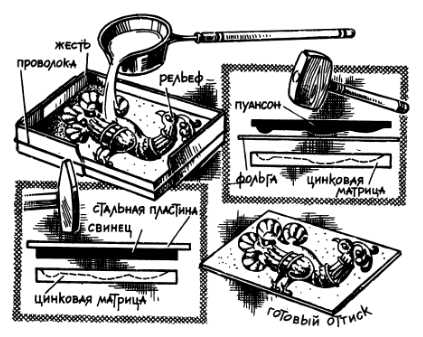 жесть
проволока
рельеф
пуансон
фольга
цинковая
матрица
стальная пластина
свинец
цинковая матрица
готовый оттиск